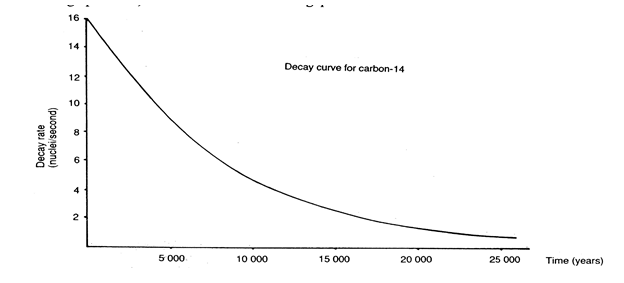 16
14
Decay curve for carbon-14
12
10
8
6
4
2
Decay rate
(nuclei/second)
5 000 10 000 15 000 20 000 25 000 Time (years)